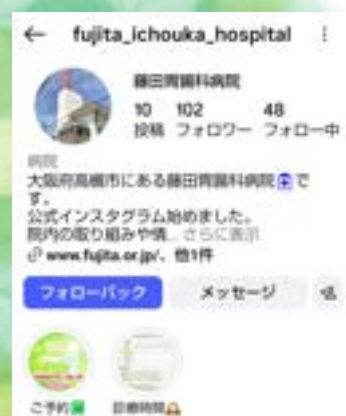 fujita_ichouka_hospital
藤田胃腸科病院
10 102 48
投稿 フォロワー フォロー中
病院
大阪府高槻市にある藤田胃腸科病院🏥で
す。
公式インスタグラム始めました。
院内の取り組みや情... さらに表示
www.fujita.or.jp/、他1件
フォローバック メッセージ
ご予約 診療時間